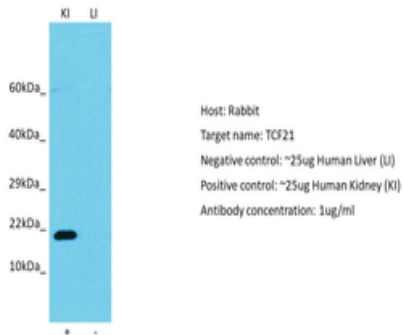 KI LI
60kDa_
40kDa_
29kDa_
22kDa_
10kDa_
+ -
Host: Rabbit
Target name: TCF21
Negative control: ~25ug Human Liver (LI)
Positive control: ~25ug Human Kidney (KI)
Antibody concentration: 1ug/ml